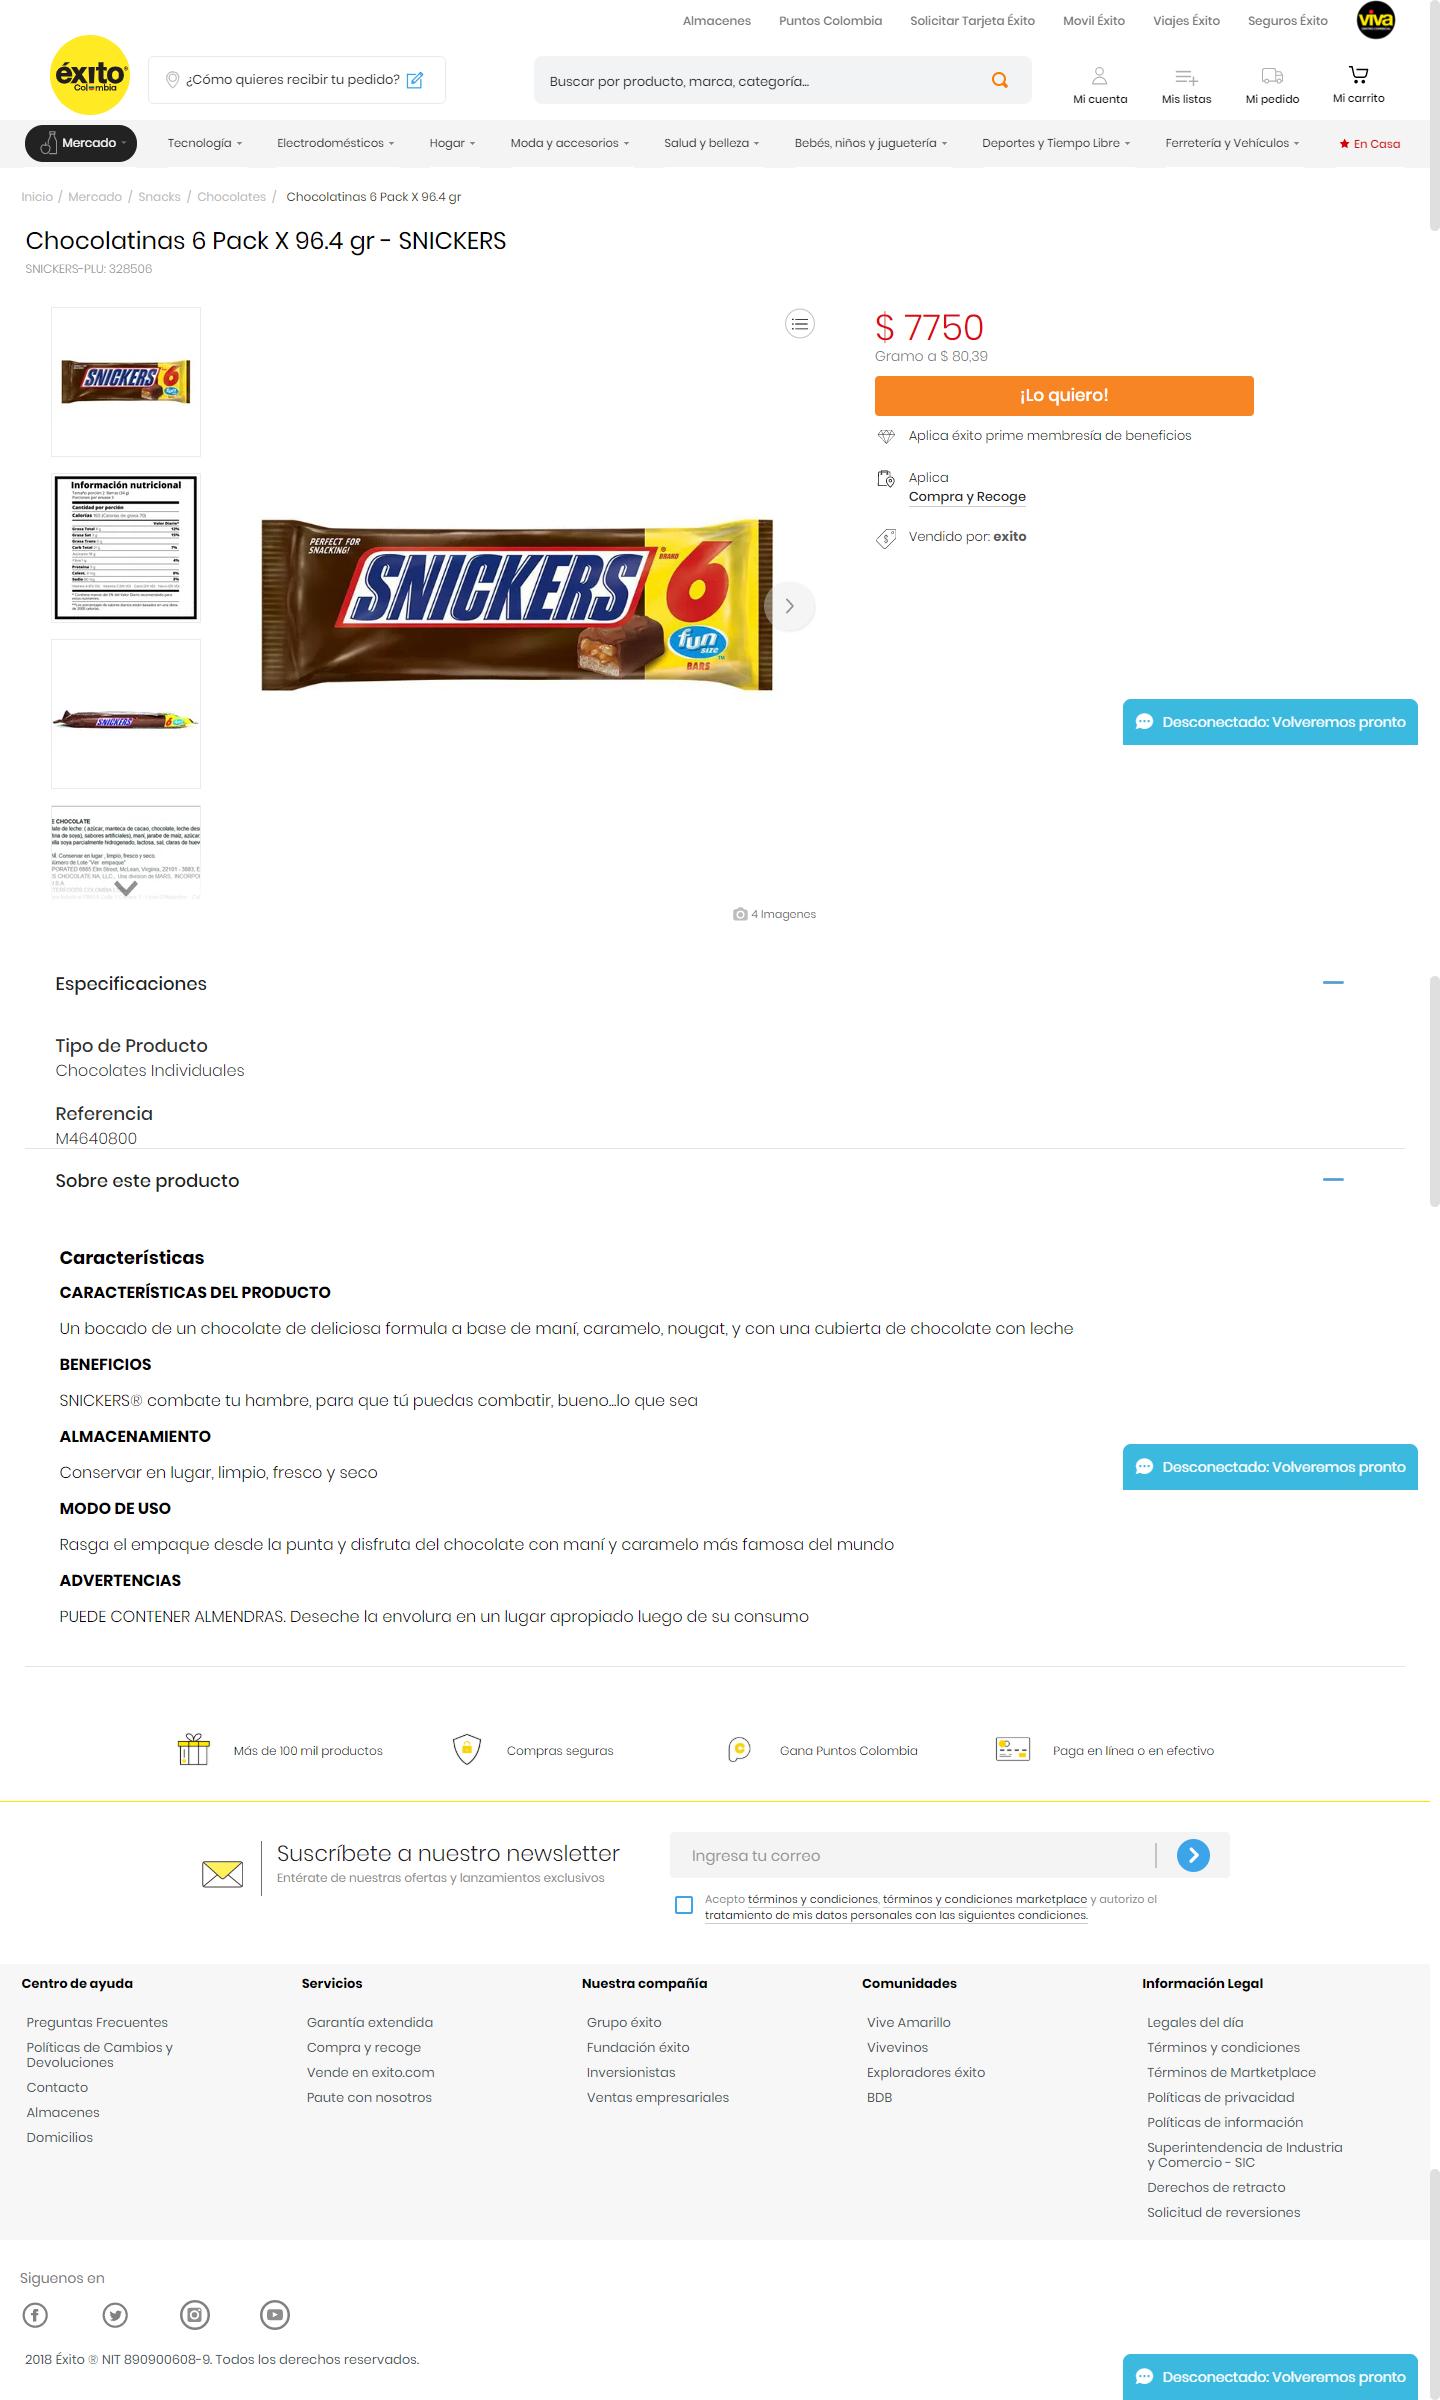 Almacenes Puntos Colombia Solicitar Tarjeta Éxito Movil Éxito Viajes Éxito Seguros Éxito viva
éxito
Colombia
¿Cómo quieres recibir tu pedido?
Buscar por producto, marca, categoría...
Mi cuenta Mis listas Mi pedido Mi carrito
Mercado Tecnología Electrodomésticos Hogar Moda y accesorios Salud y belleza Bebés, niños y juguetería Deportes y Tiempo Libre Ferretería y Vehículos En Casa
Inicio / Mercado / Snacks / Chocolates / Chocolatinas 6 Pack X 96.4 gr
Chocolatinas 6 Pack X 96.4 gr - SNICKERS
SNICKERS-PLU: 328506
SNICKERS 6
fun
Información nutricional
Cantidad por porción
SNICKERS 6
E CHOCOLATE
PERFECT FOR
SNACKING!
SNICKERS®
BRAND
6
fun
size
™
BARS
4 Imagenes
$ 7750
Gramo a $ 80,39
¡Lo quiero!
Aplica éxito prime membresía de beneficios
Aplica
Compra y Recoge
Vendido por: exito
Desconectado: Volveremos pronto
Especificaciones
Tipo de Producto
Chocolates Individuales
Referencia
M4640800
Sobre este producto
Características
CARACTERÍSTICAS DEL PRODUCTO
Un bocado de un chocolate de deliciosa formula a base de maní, caramelo, nougat, y con una cubierta de chocolate con leche
BENEFICIOS
SNICKERS® combate tu hambre, para que tú puedas combatir, bueno...lo que sea
ALMACENAMIENTO
Conservar en lugar, limpio, fresco y seco
Desconectado: Volveremos pronto
MODO DE USO
Rasga el empaque desde la punta y disfruta del chocolate con maní y caramelo más famosa del mundo
ADVERTENCIAS
PUEDE CONTENER ALMENDRAS. Deseche la envolura en un lugar apropiado luego de su consumo
Más de 100 mil productos Compras seguras Gana Puntos Colombia Paga en línea o en efectivo
Suscríbete a nuestro newsletter
Entérate de nuestras ofertas y lanzamientos exclusivos
Ingresa tu correo
Acepto términos y condiciones, términos y condiciones marketplace y autorizo el
tratamiento de mis datos personales con las siguientes condiciones.
Centro de ayuda
Preguntas Frecuentes
Políticas de Cambios y
Devoluciones
Contacto
Almacenes
Domicilios
Servicios
Garantía extendida
Compra y recoge
Vende en exito.com
Paute con nosotros
Nuestra compañía
Grupo éxito
Fundación éxito
Inversionistas
Ventas empresariales
Comunidades
Vive Amarillo
Vivevinos
Exploradores éxito
BDB
Información Legal
Legales del día
Términos y condiciones
Términos de Martketplace
Políticas de privacidad
Políticas de información
Superintendencia de Industria
y Comercio - SIC
Derechos de retracto
Solicitud de reversiones
Siguenos en
2018 Éxito ® NIT 890900608-9. Todos los derechos reservados.
Desconectado: Volveremos pronto